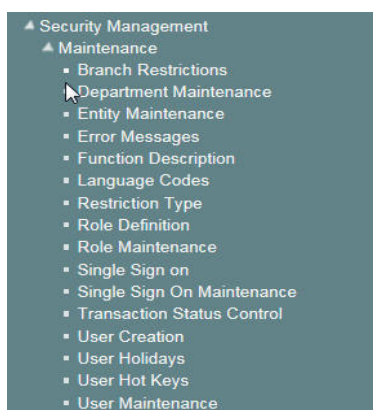 Security Management
Maintenance
Branch Restrictions
Department Maintenance
Entity Maintenance
Error Messages
Function Description
Language Codes
Restriction Type
Role Definition
Role Maintenance
Single Sign on
Single Sign On Maintenance
Transaction Status Control
User Creation
User Holidays
User Hot Keys
User Maintenance